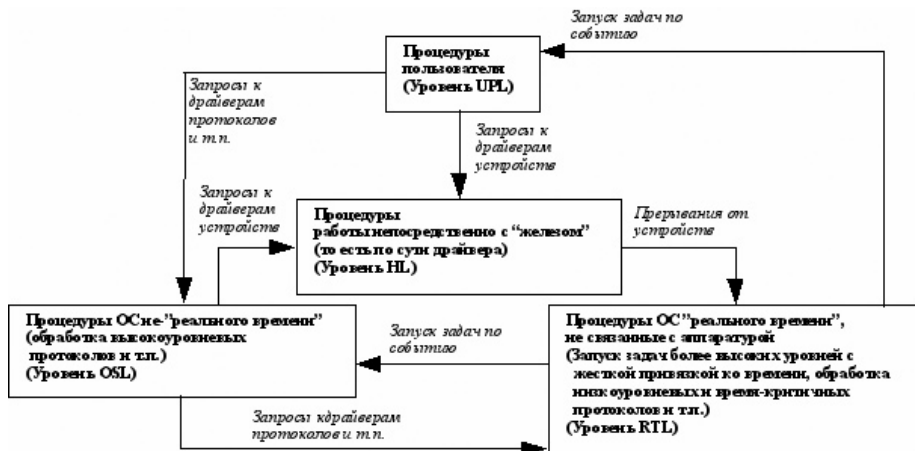 Запуск задач по
событию
Процедуры
пользователя
(Уровень UPL)
Запросы к
драйверам
протоколов
и т.п.
Запросы к
драйверам
устройств
Запросы к
драйверам
устройств
Процедуры
работы непосредственно с “железом”
(то есть по сути драйвера)
(Уровень HL)
Прерывания от
устройств
Процедуры ОС не-”реального времени”
(обработка высокоуровневых
протоколов и т.п.)
(Уровень OSL)
Запуск задач по
событию
Процедуры ОС ”реального времени”,
не связанные с аппаратурой
(Запуск задач более высоких уровней с
жесткой привязкой ко времени, обработка
низкоуровневых и время-критичных
протоколов и т.п.)
(Уровень RTL)
Запросы к драйверам
протоколов и т.п.